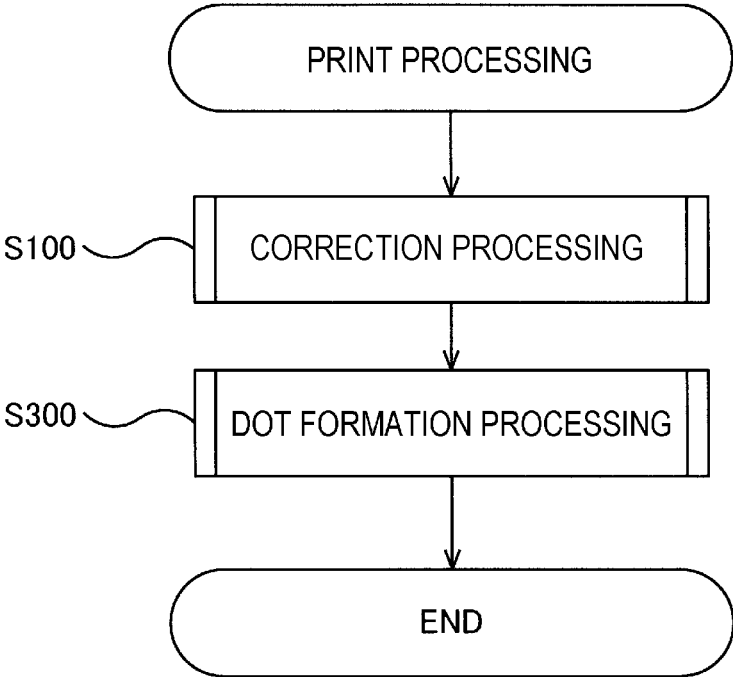 PRINT PROCESSING
S100
CORRECTION PROCESSING
S300
DOT FORMATION PROCESSING
END